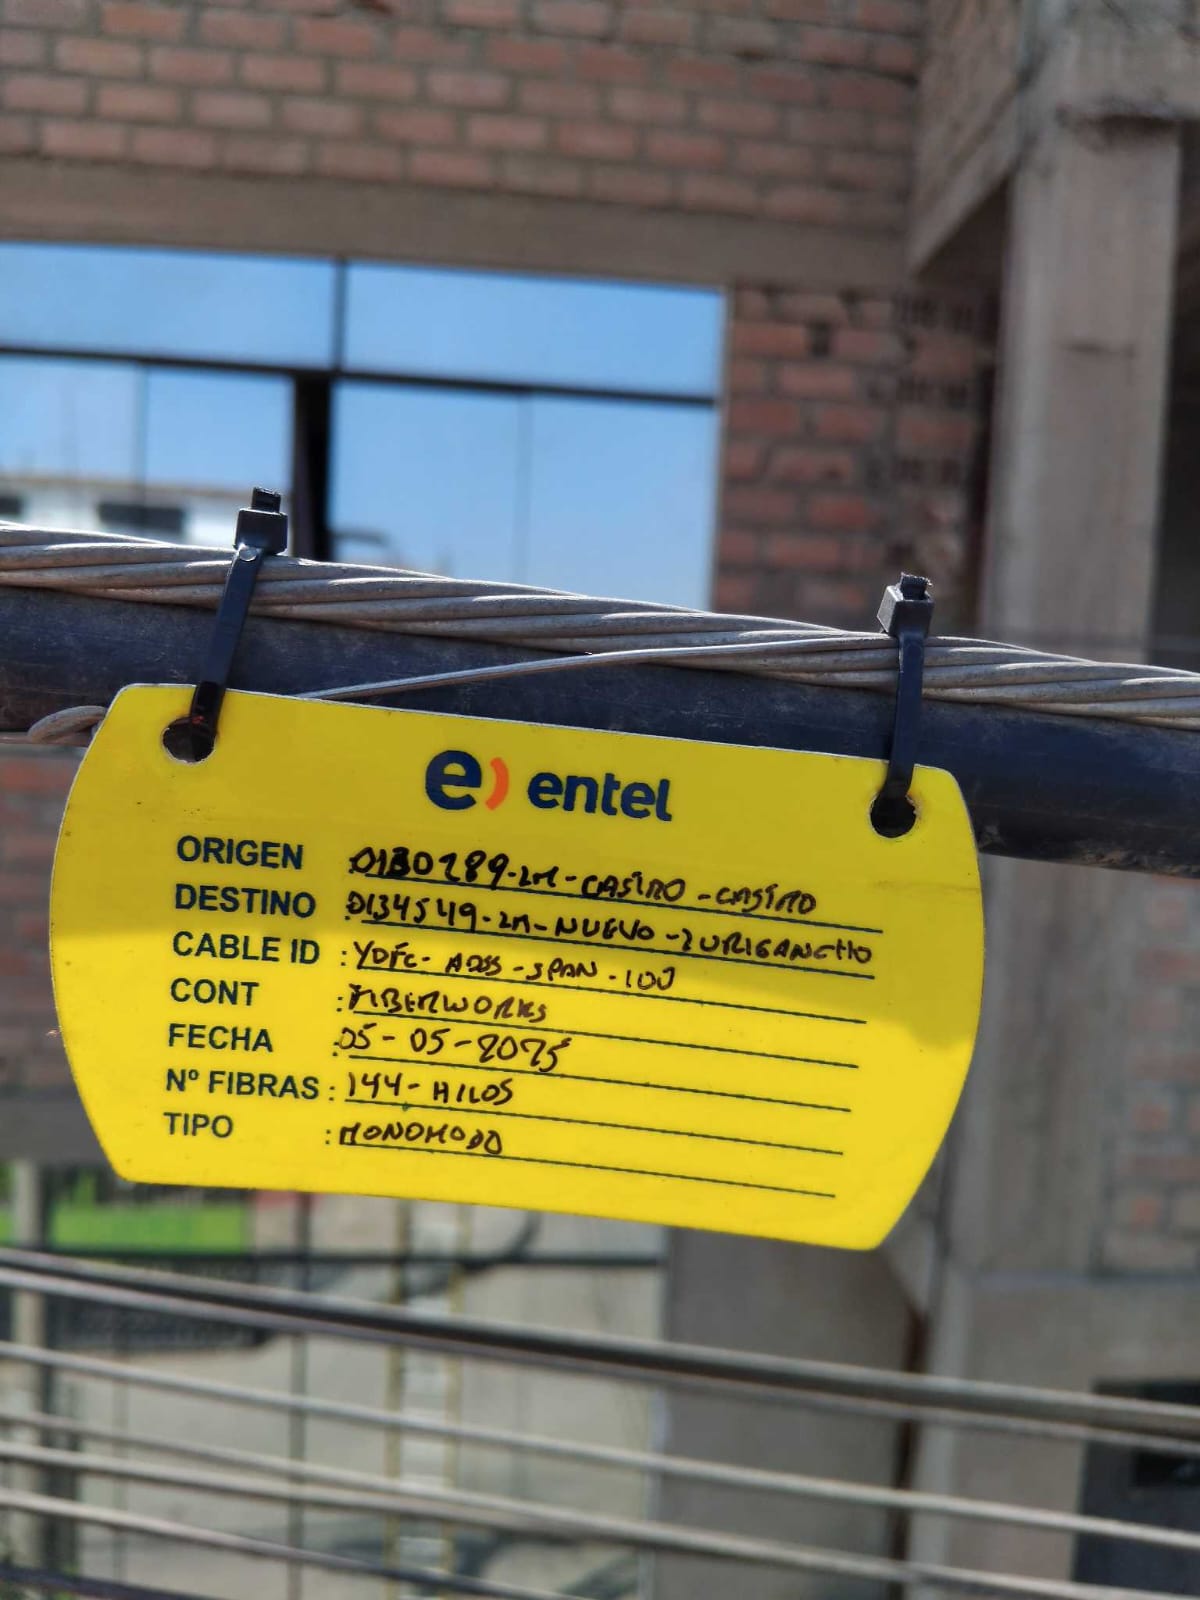 e) entel
ORIGEN 0130289-LM-CASTRO-CASTRO
DESTINO 0134549-LM-NUEVO-LURIGANCHO
CABLE ID : YOFC-ADSS-SPAN-100
CONT : FIBERWORKS
FECHA : 05-05-2025
Nº FIBRAS : 144-HILOS
TIPO : MONOMODO